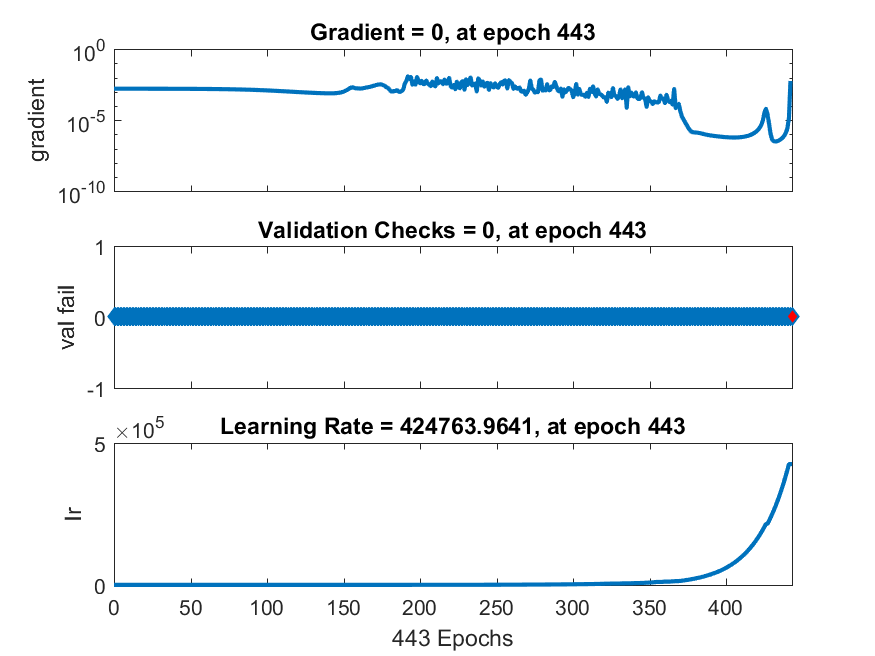 Gradient = 0, at epoch 443
10^0
10^-5
10^-10
gradient
Validation Checks = 0, at epoch 443
1
0
-1
val fail
Learning Rate = 424763.9641, at epoch 443
×10^5
5
0
lr
0 50 100 150 200 250 300 350 400
443 Epochs